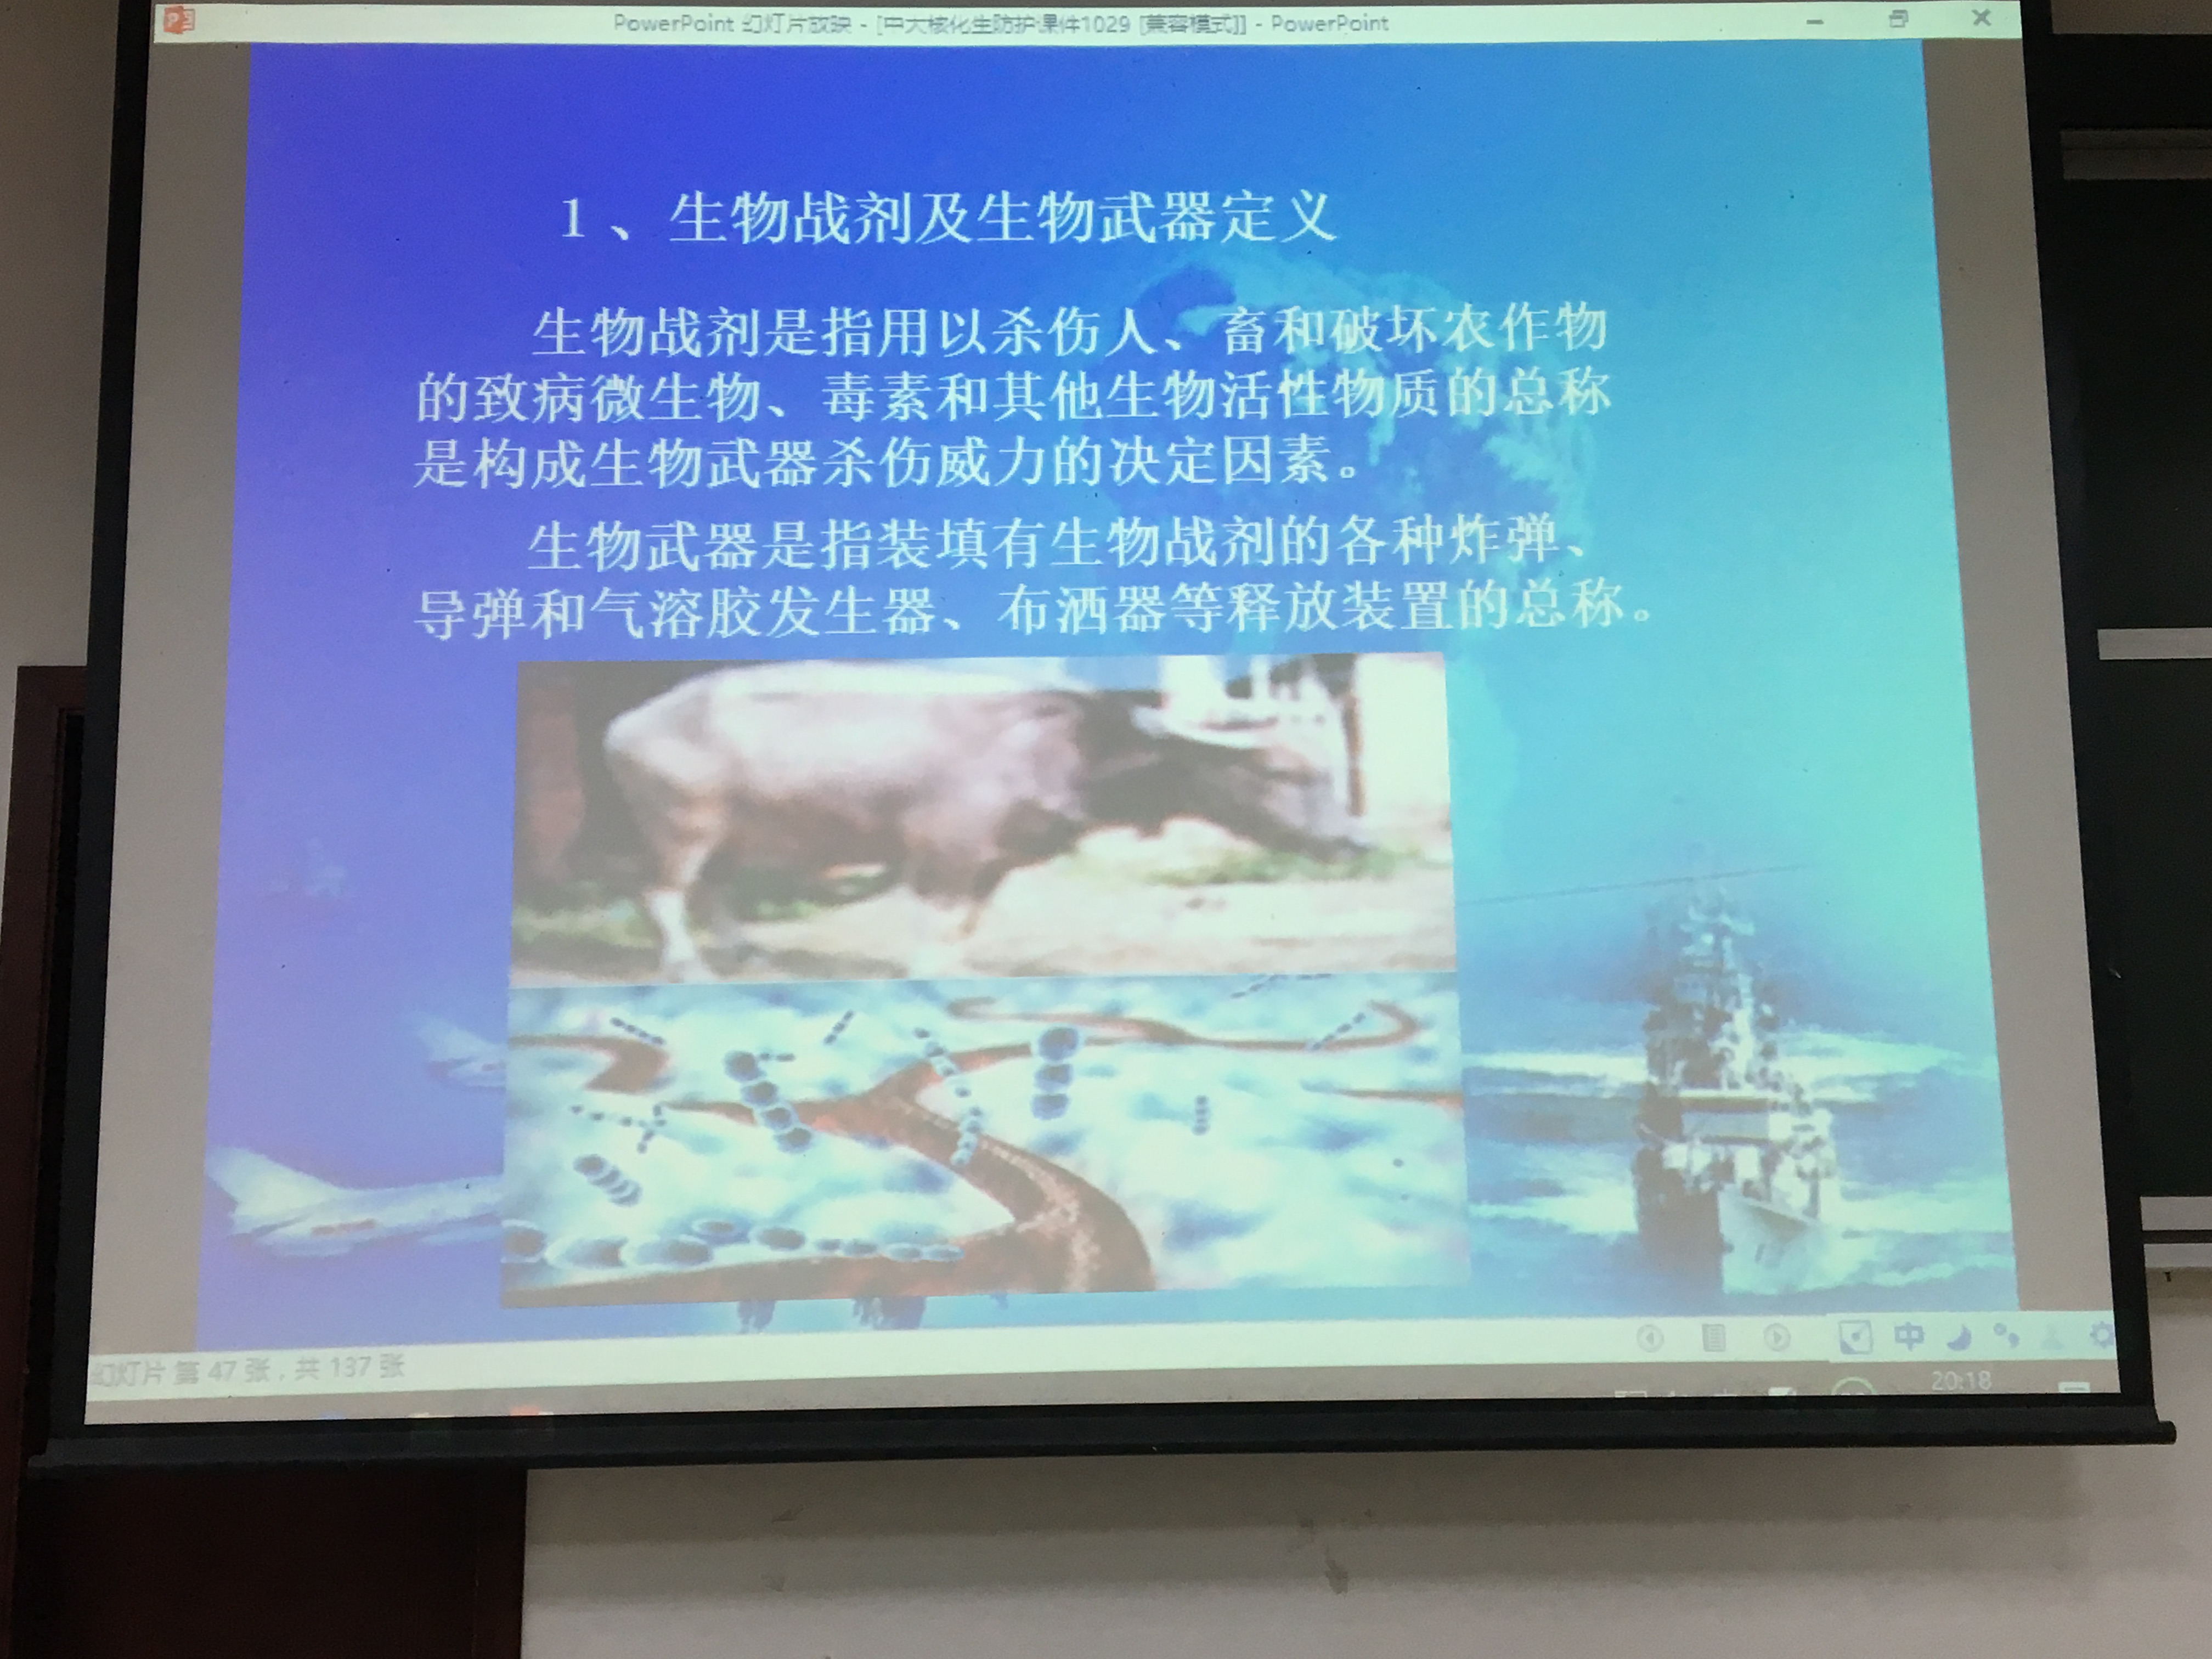 PowerPoint 幻灯片放映 - [中大核化生防护课件1029 [兼容模式]] - PowerPoint
1、生物战剂及生物武器定义
生物战剂是指用以杀伤人、畜和破坏农作物
的致病微生物、毒素和其他生物活性物质的总称
是构成生物武器杀伤威力的决定因素。
生物武器是指装填有生物战剂的各种炸弹、
导弹和气溶胶发生器、布洒器等释放装置的总称。
幻灯片 第 47 张，共 137 张
中
20:18